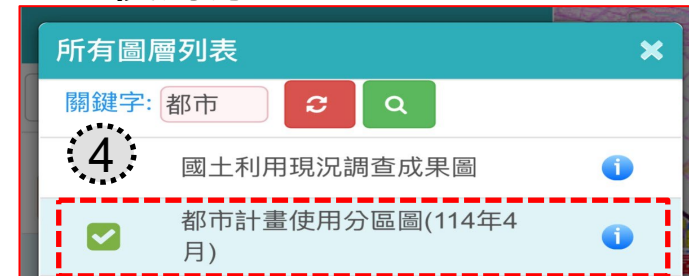 所有圖層列表
關鍵字: 都市
4
國土利用現況調查成果圖
都市計畫使用分區圖(114年4
月)